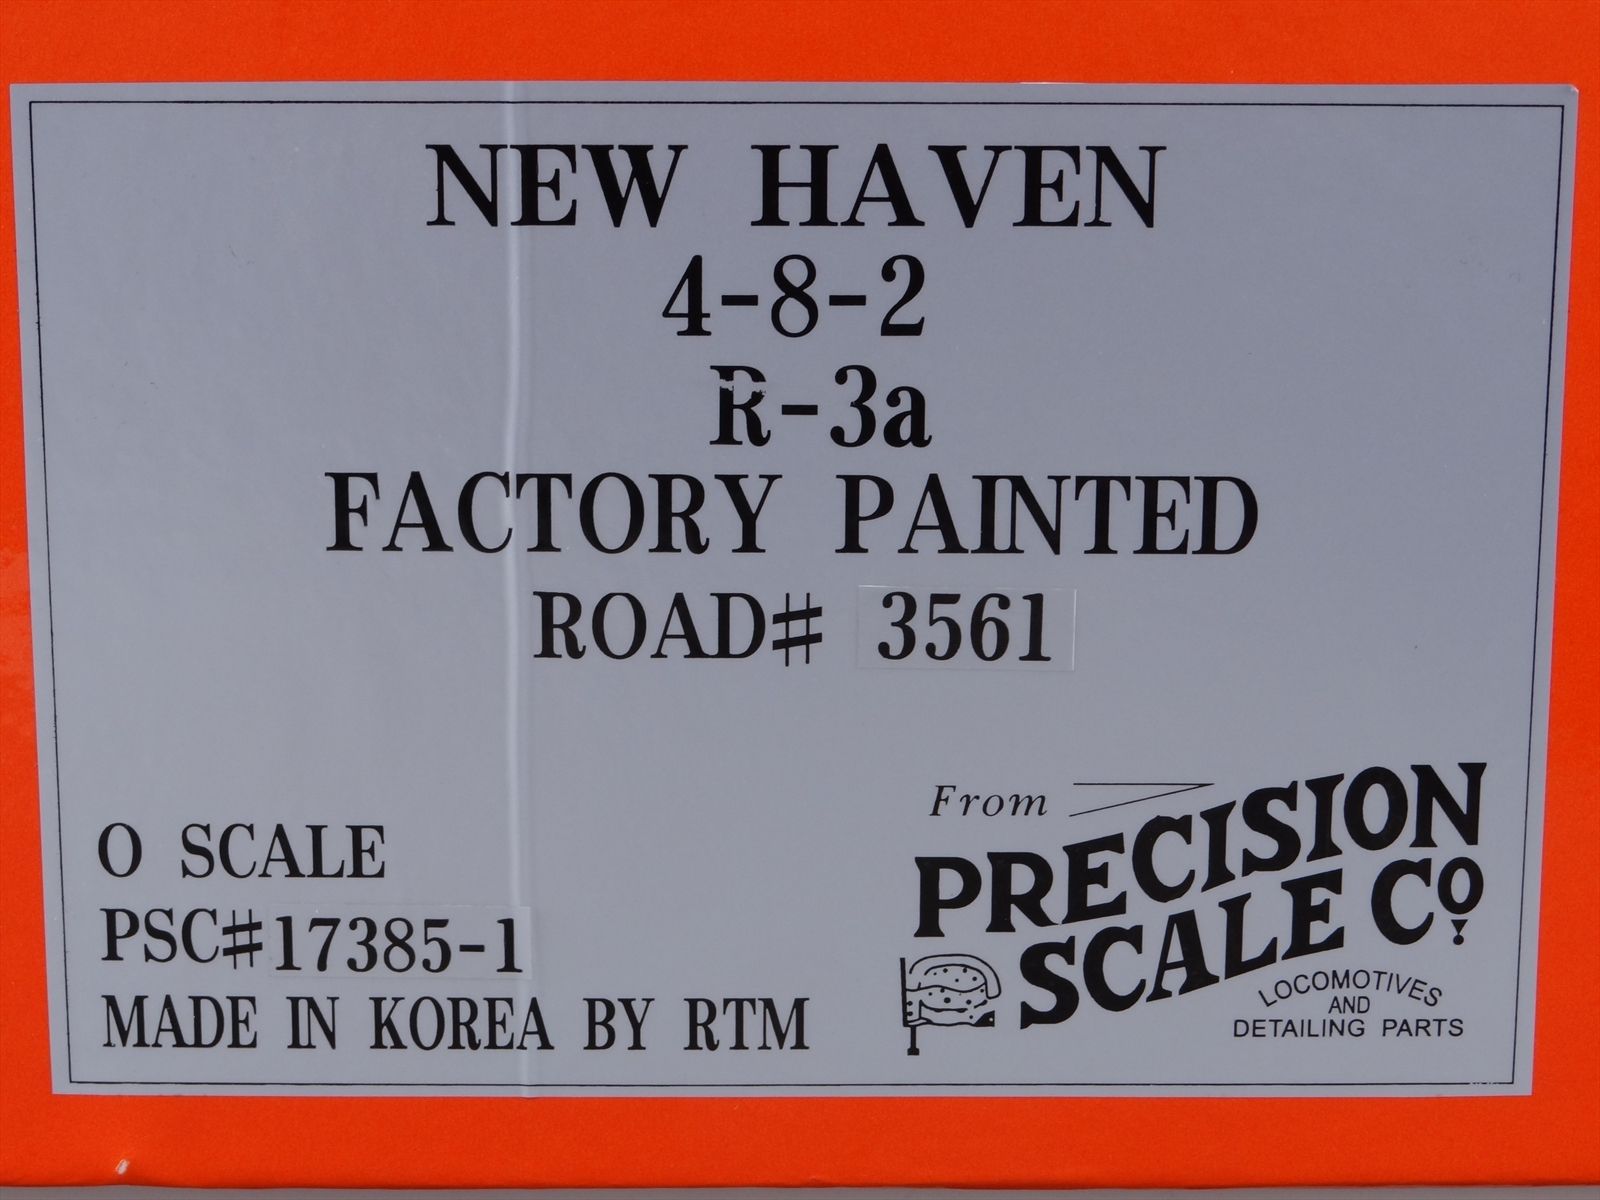 NEW HAVEN
4-8-2
R-3a
FACTORY PAINTED
ROAD# 3561
O SCALE
PSC#17385-1
MADE IN KOREA BY RTM
From
PRECISION
SCALE Co.
LOCOMOTIVES
AND
DETAILING PARTS